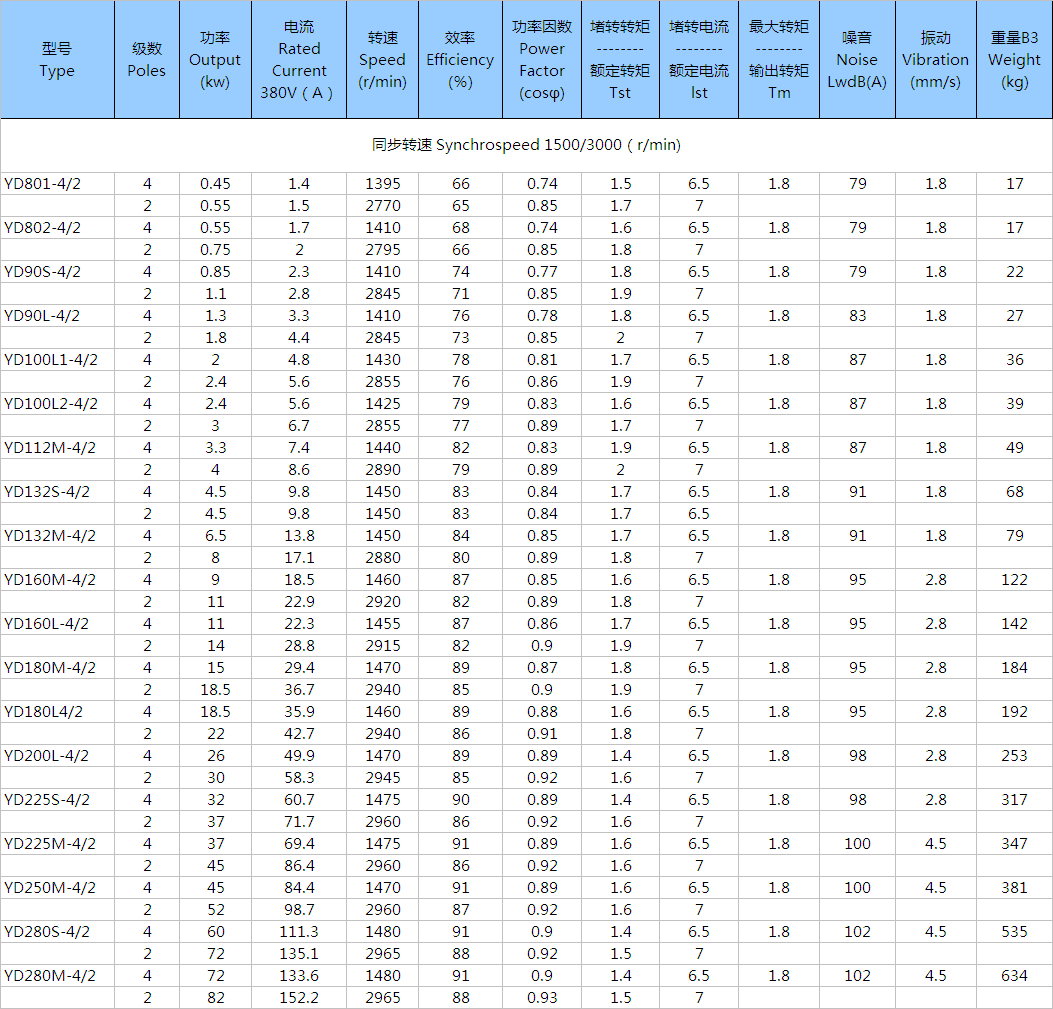 型号 Type 级数 Poles 功率 Output (kw) 电流 Rated Current 380V（A） 转速 Speed (r/min) 效率 Efficiency (%) 功率因数 Power Factor (cosφ) 堵转转矩 -------- 额定转矩 Tst 堵转电流 -------- 额定电流 Ist 最大转矩 -------- 输出转矩 Tm 噪音 Noise LwdB(A) 振动 Vibration (mm/s) 重量B3 Weight (kg)
同步转速 Synchrospeed 1500/3000（r/min)
YD801-4/2 4 0.45 1.4 1395 66 0.74 1.5 6.5 1.8 79 1.8 17
2 0.55 1.5 2770 65 0.85 1.7 7
YD802-4/2 4 0.55 1.7 1410 68 0.74 1.6 6.5 1.8 79 1.8 17
2 0.75 2 2795 66 0.85 1.8 7
YD90S-4/2 4 0.85 2.3 1410 74 0.77 1.8 6.5 1.8 79 1.8 22
2 1.1 2.8 2845 71 0.85 1.9 7
YD90L-4/2 4 1.3 3.3 1410 76 0.78 1.8 6.5 1.8 83 1.8 27
2 1.8 4.4 2845 73 0.85 2 7
YD100L1-4/2 4 2 4.8 1430 78 0.81 1.7 6.5 1.8 87 1.8 36
2 2.4 5.6 2855 76 0.86 1.9 7
YD100L2-4/2 4 2.4 5.6 1425 79 0.83 1.6 6.5 1.8 87 1.8 39
2 3 6.7 2855 77 0.89 1.7 7
YD112M-4/2 4 3.3 7.4 1440 82 0.83 1.9 6.5 1.8 87 1.8 49
2 4 8.6 2890 79 0.89 2 7
YD132S-4/2 4 4.5 9.8 1450 83 0.84 1.7 6.5 1.8 91 1.8 68
2 4.5 9.8 1450 83 0.84 1.7 6.5
YD132M-4/2 4 6.5 13.8 1450 84 0.85 1.7 6.5 1.8 91 1.8 79
2 8 17.1 2880 80 0.89 1.8 7
YD160M-4/2 4 9 18.5 1460 87 0.85 1.6 6.5 1.8 95 2.8 122
2 11 22.9 2920 82 0.89 1.8 7
YD160L-4/2 4 11 22.3 1455 87 0.86 1.7 6.5 1.8 95 2.8 142
2 14 28.8 2915 82 0.9 1.9 7
YD180M-4/2 4 15 29.4 1470 89 0.87 1.8 6.5 1.8 95 2.8 184
2 18.5 36.7 2940 85 0.9 1.9 7
YD180L4/2 4 18.5 35.9 1460 89 0.88 1.6 6.5 1.8 95 2.8 192
2 22 42.7 2940 86 0.91 1.8 7
YD200L-4/2 4 26 49.9 1470 89 0.89 1.4 6.5 1.8 98 2.8 253
2 30 58.3 2945 85 0.92 1.6 7
YD225S-4/2 4 32 60.7 1475 90 0.89 1.4 6.5 1.8 98 2.8 317
2 37 71.7 2960 86 0.92 1.6 7
YD225M-4/2 4 37 69.4 1475 91 0.89 1.6 6.5 1.8 100 4.5 347
2 45 86.4 2960 86 0.92 1.6 7
YD250M-4/2 4 45 84.4 1470 91 0.89 1.6 6.5 1.8 100 4.5 381
2 52 98.7 2960 87 0.92 1.6 7
YD280S-4/2 4 60 111.3 1480 91 0.9 1.4 6.5 1.8 102 4.5 535
2 72 135.1 2965 88 0.92 1.5 7
YD280M-4/2 4 72 133.6 1480 91 0.9 1.4 6.5 1.8 102 4.5 634
2 82 152.2 2965 88 0.93 1.5 7